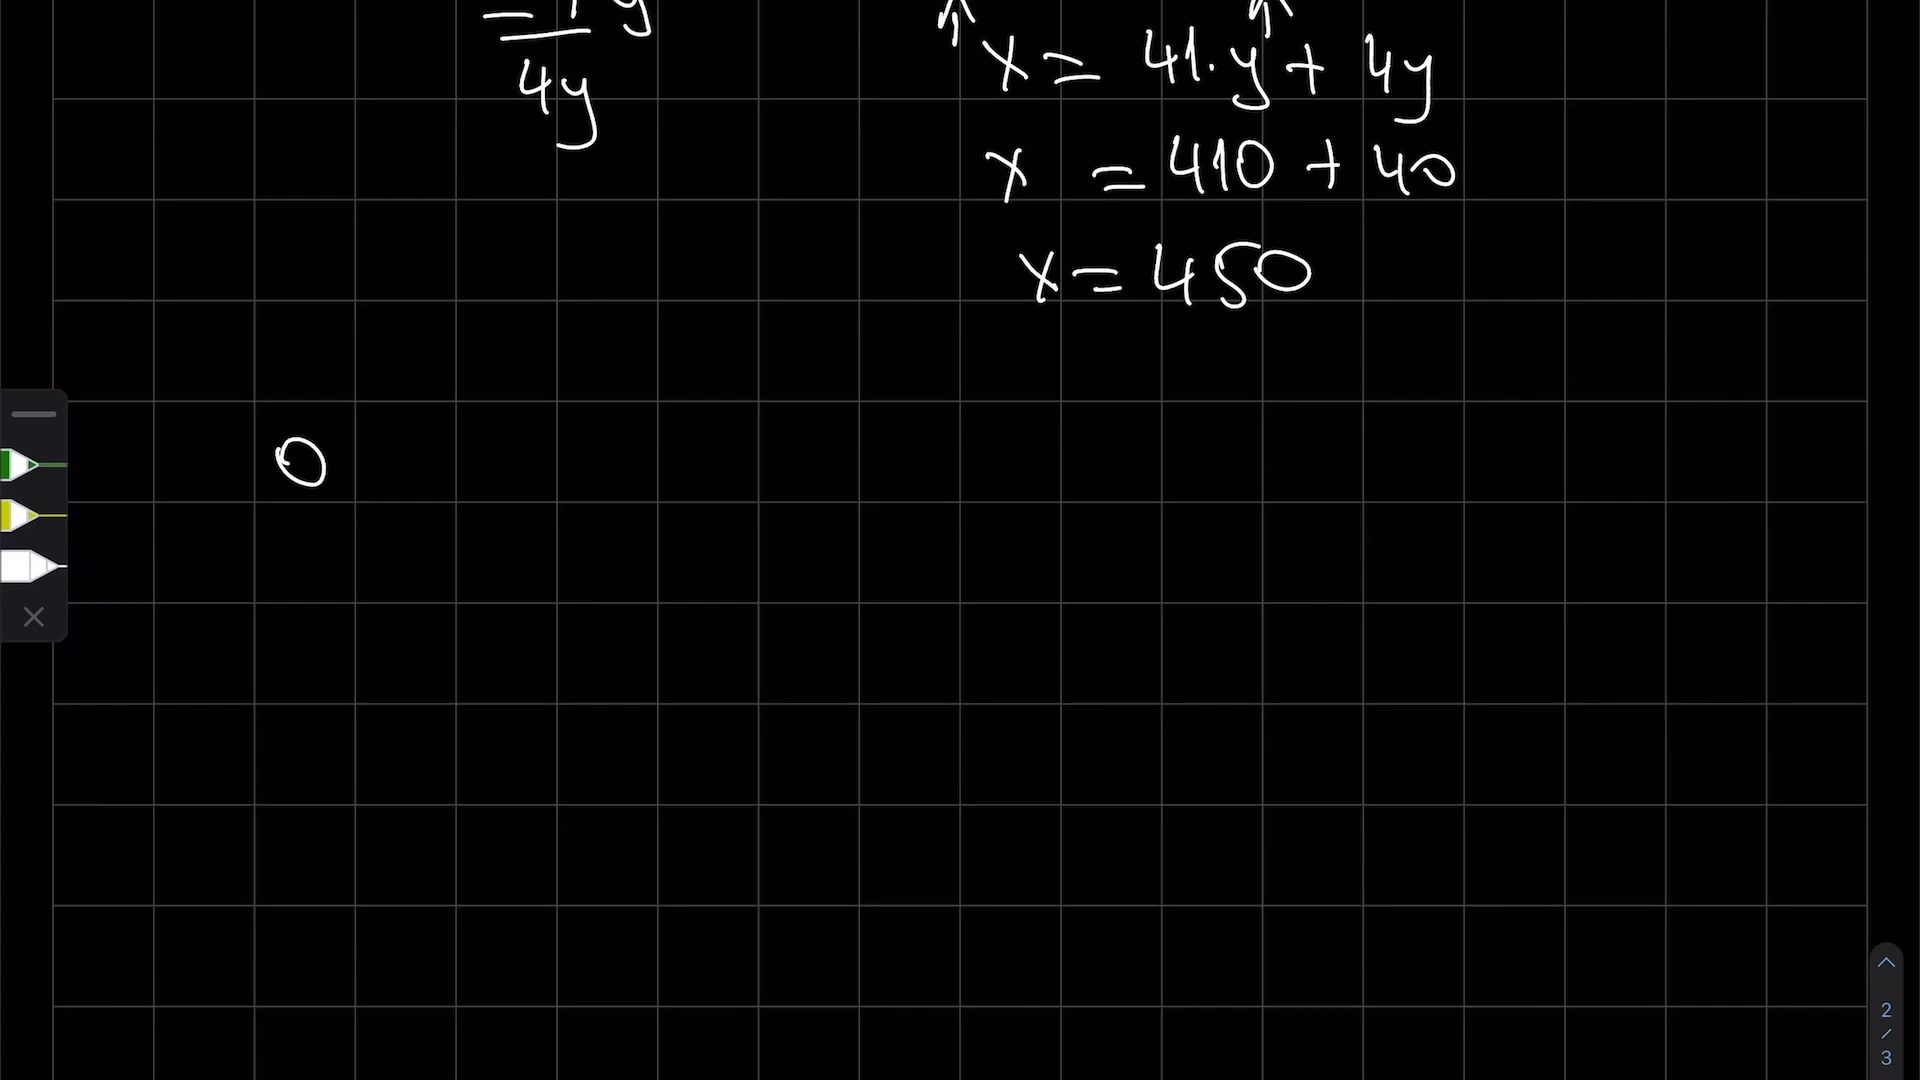 4y
x = 41·y + 4y
x = 410 + 40
x = 450
0
2
/
3